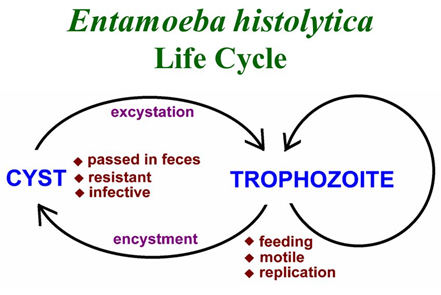 Entamoeba histolytica
Life Cycle
excystation
CYST
◆ passed in feces
◆ resistant
◆ infective
TROPHOZOITE
encystment
◆ feeding
◆ motile
◆ replication